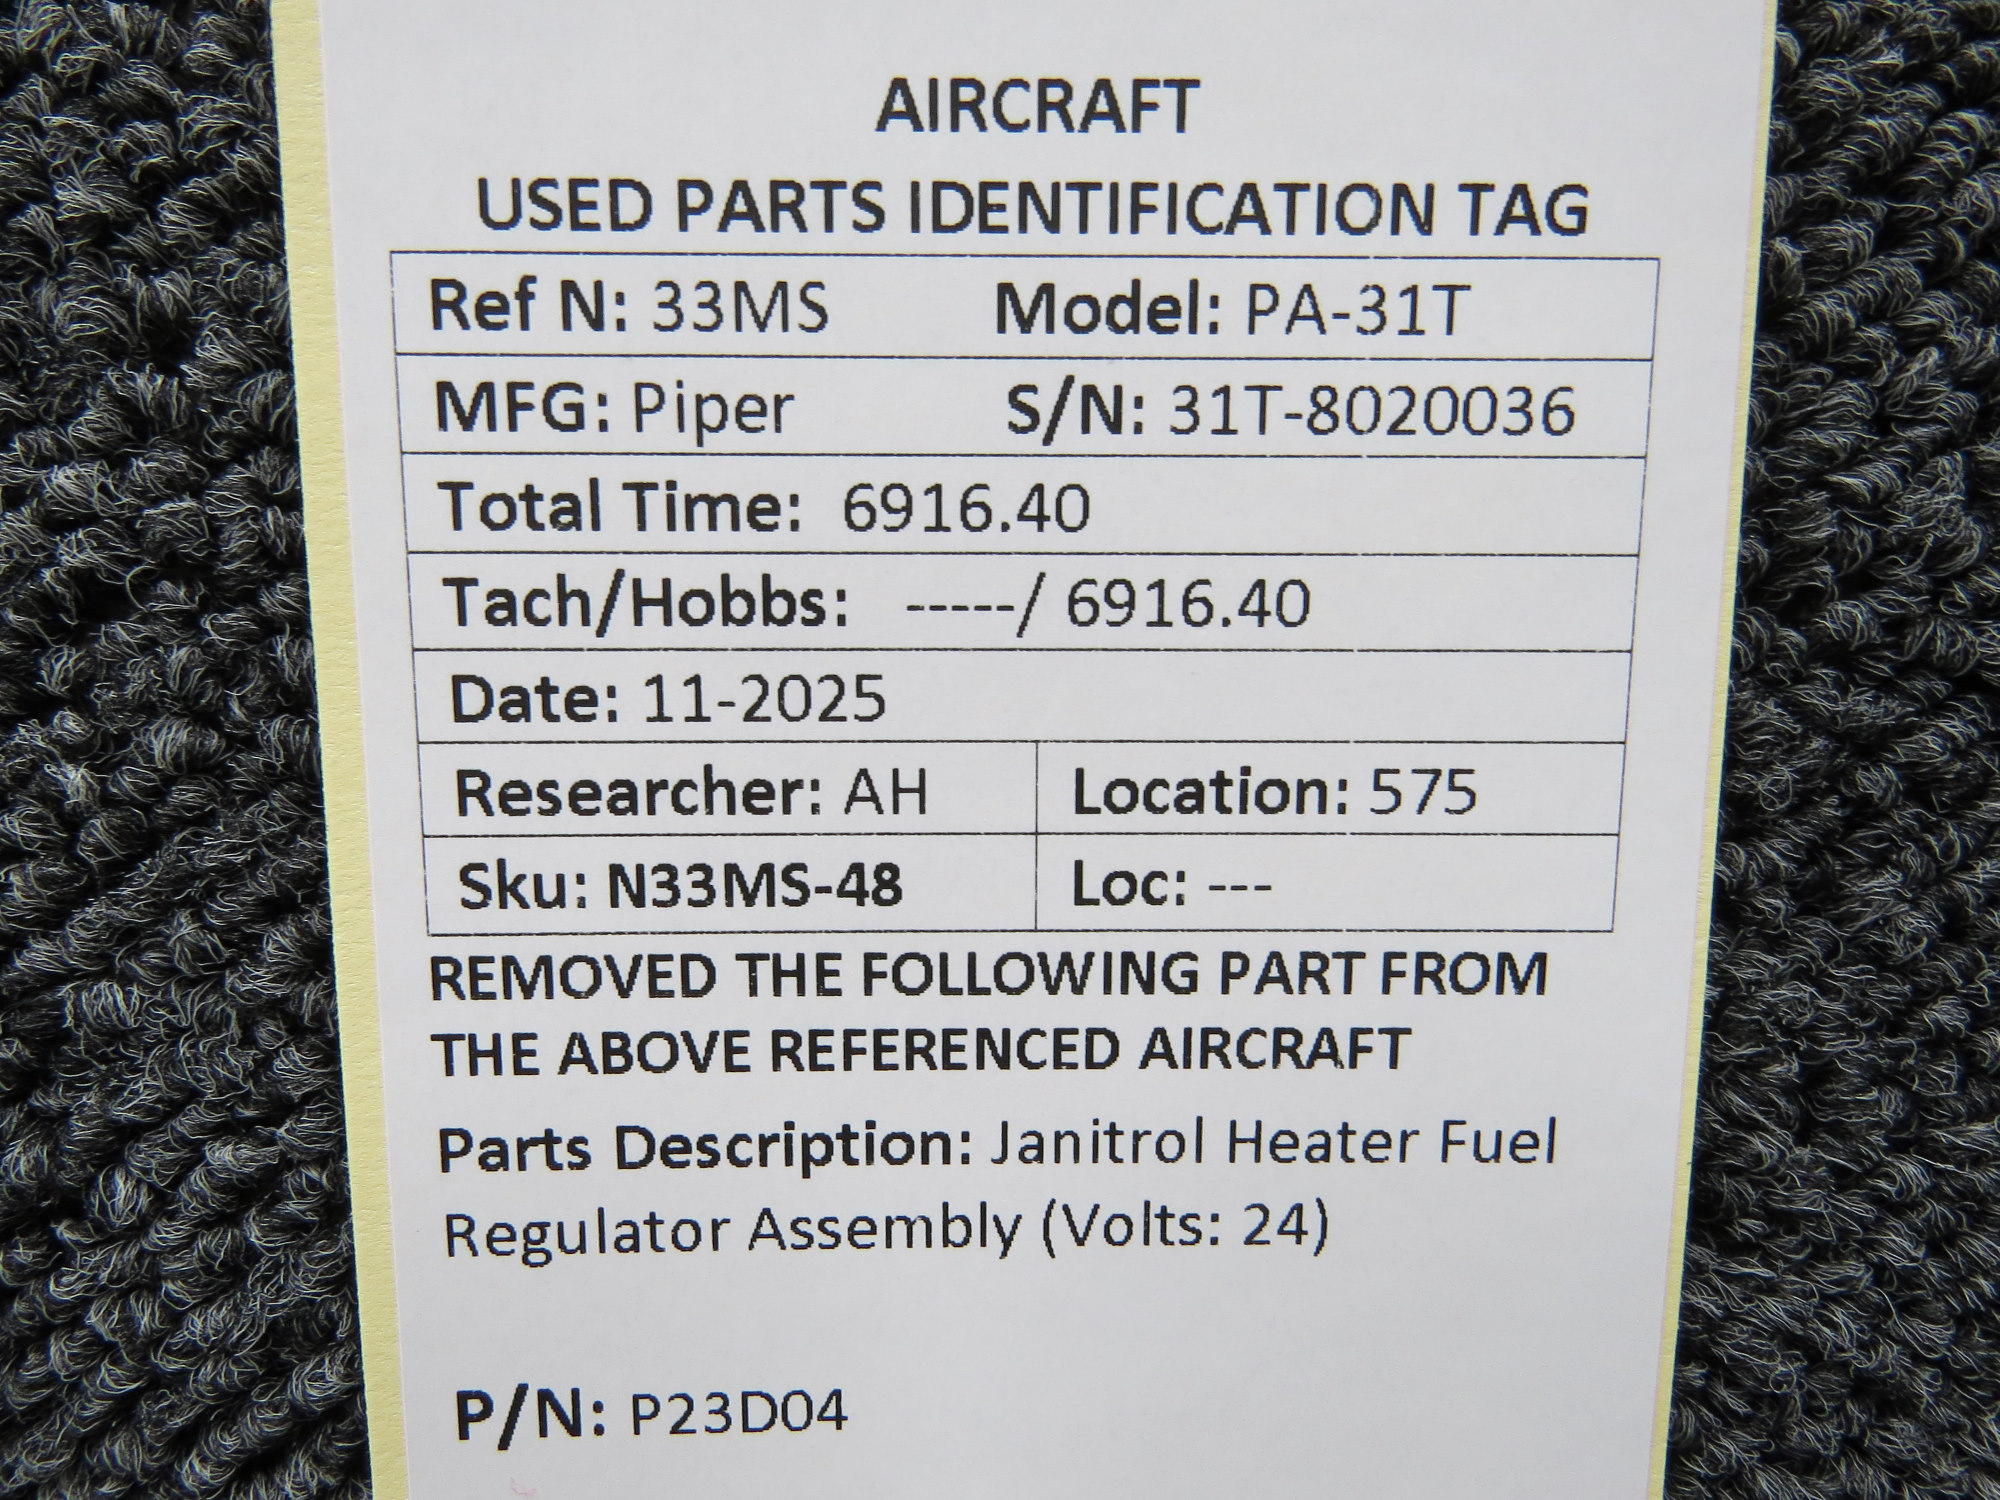 AIRCRAFT
USED PARTS IDENTIFICATION TAG
Ref N: 33MS Model: PA-31T
MFG: Piper S/N: 31T-8020036
Total Time: 6916.40
Tach/Hobbs: -----/ 6916.40
Date: 11-2025
Researcher: AH Location: 575
Sku: N33MS-48 Loc: ---
REMOVED THE FOLLOWING PART FROM
THE ABOVE REFERENCED AIRCRAFT
Parts Description: Janitrol Heater Fuel
Regulator Assembly (Volts: 24)
P/N: P23D04